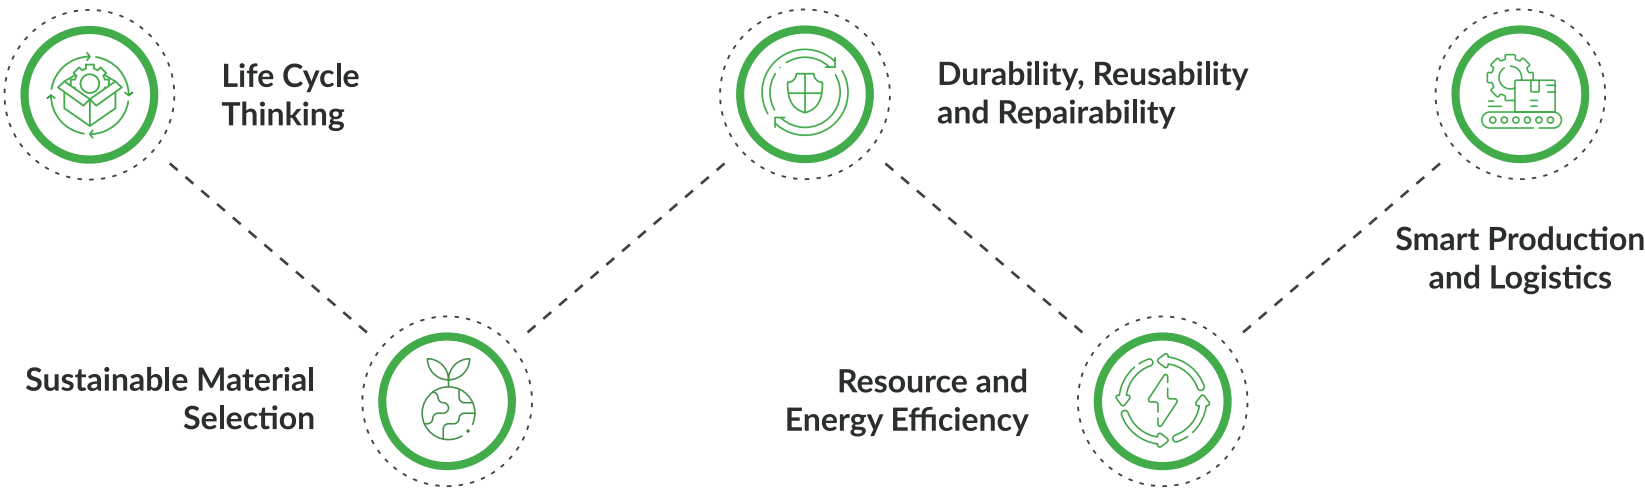 Life Cycle
Thinking
Sustainable Material
Selection
Durability, Reusability
and Repairability
Resource and
Energy Efficiency
Smart Production
and Logistics